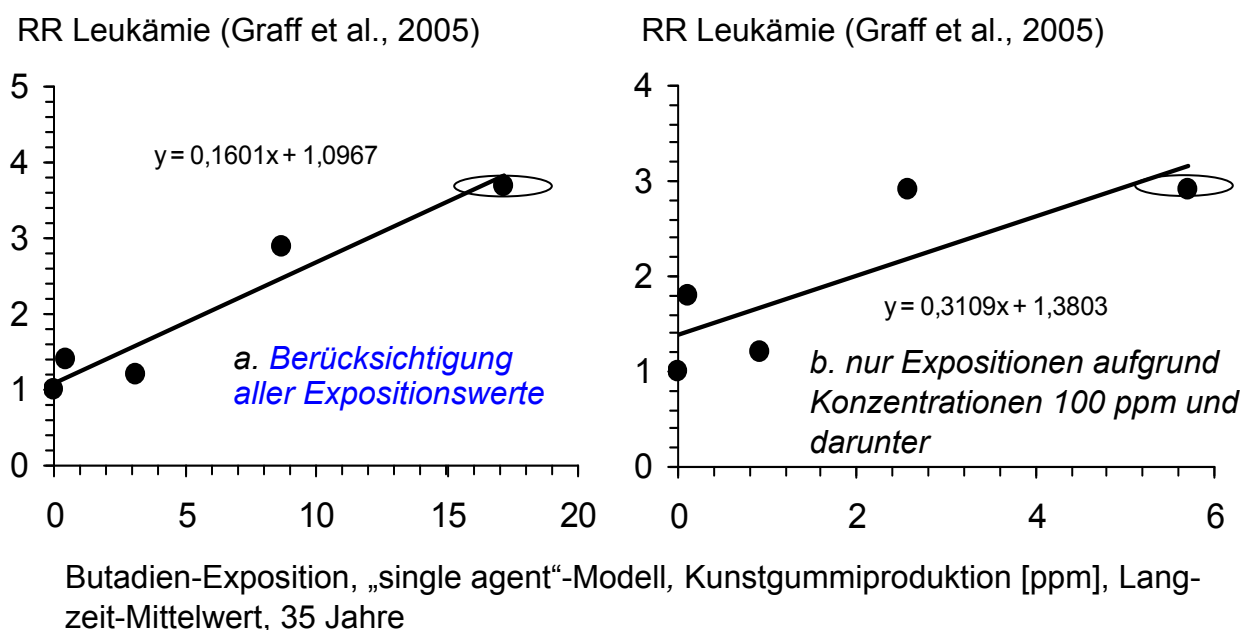 RR Leukämie (Graff et al., 2005)
5
4
3
2
1
0
y = 0,1601x + 1,0967
a. Berücksichtigung
aller Expositionswerte
0 5 10 15 20
RR Leukämie (Graff et al., 2005)
4
3
2
1
0
y = 0,3109x + 1,3803
b. nur Expositionen aufgrund
Konzentrationen 100 ppm und
darunter
0 2 4 6
Butadien-Exposition, „single agent“-Modell, Kunstgummiproduktion [ppm], Lang-
zeit-Mittelwert, 35 Jahre